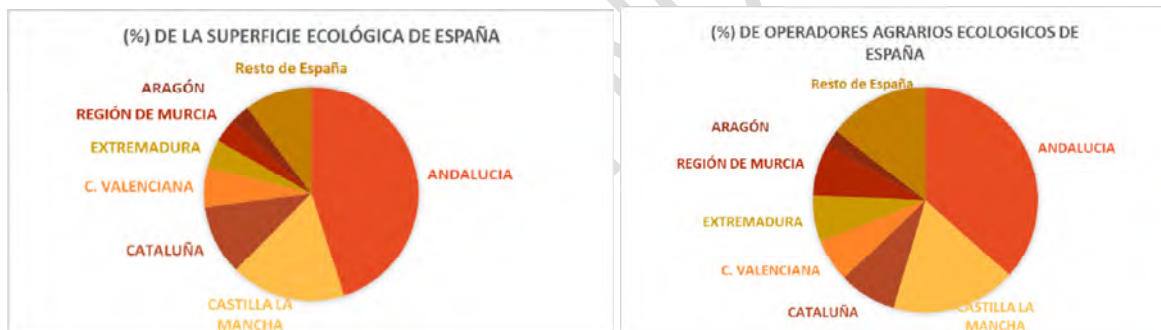 (%) DE LA SUPERFICIE ECOLÓGICA DE ESPAÑA
Resto de España
ARAGÓN
REGIÓN DE MURCIA
EXTREMADURA
C. VALENCIANA
CATALUÑA
CASTILLA LA
MANCHA
ANDALUCIA
(%) DE OPERADORES AGRARIOS ECOLOGICOS DE
ESPAÑA
Resto de España
ARAGÓN
REGIÓN DE MURCIA
EXTREMADURA
C. VALENCIANA
CATALUÑA
CASTILLA LA
MANCHA
ANDALUCIA